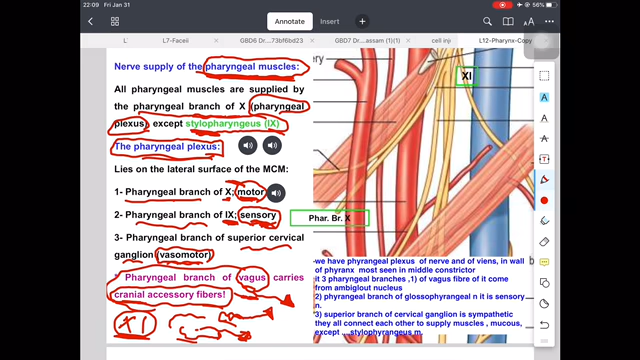 22:09 Fri Jan 31
56%
Annotate
Insert
L'
L7-Faceii
GBD6 Dr....73bf6bd23
GBD7 Dr....assam (1)(1)
cell inj
L12-Pharynx-Copy
Nerve supply of the pharyngeal muscles:
All pharyngeal muscles are supplied
by the pharyngeal branch of X (pharyngeal
plexus) except stylopharyngeus (IX)
The pharyngeal plexus:
Lies on the lateral surface of the MCM:
1- Pharyngeal branch of X; motor
2- Pharyngeal branch of IX; sensory
3- Pharyngeal branch of superior cervical
ganglion (vasomotor)
* Pharyngeal branch of vagus carries
cranial accessory fibers!
XI
ery
XI
Phar. Br. X
-we have phyrangeal plexus of nerve and of viens, in wall
of phyranx most seen in middle constrictor
it 3 pharyngeal branches ,1) of vagus fibre of it come
from ambiglout nucleus
2) phyrangeal branch of glossophyrangeal n it is sensory
n.
3) superior branch of cervical ganglion is sympathetic
they all connect each other to supply muscles , mucous,
except .... stylophyrangeus m.